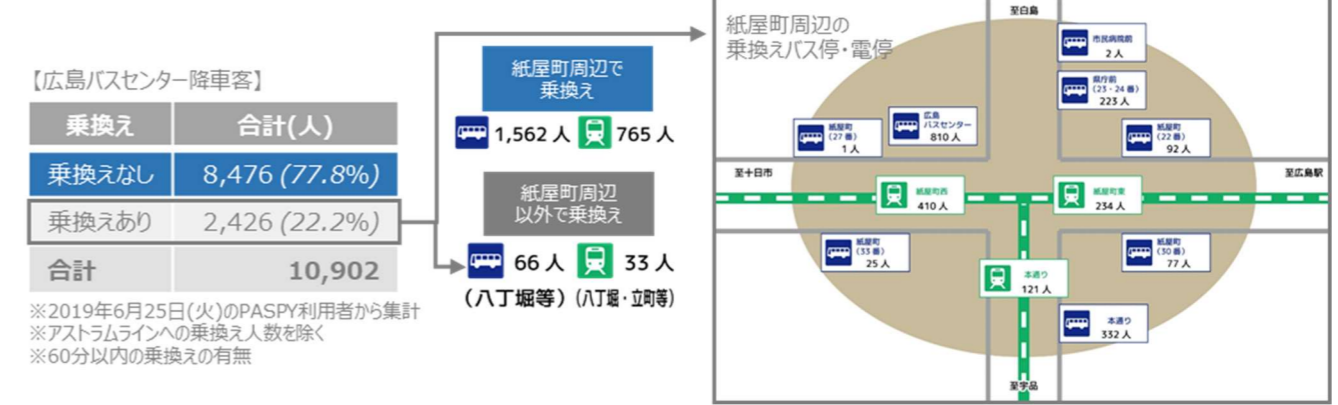 【広島バスセンター降車客】
乗換え 合計(人)
乗換えなし 8,476 (77.8%)
乗換えあり 2,426 (22.2%)
合計 10,902
※2019年6月25日(火)のPASPY利用者から集計
※アストラムラインへの乗換え人数を除く
※60分以内の乗換えの有無
紙屋町周辺で
乗換え
1,562 人 765 人
紙屋町周辺
以外で乗換え
66 人 33 人
(八丁堀等) (八丁堀・立町等)
紙屋町周辺の
乗換えバス停・電停
至白島
市民病院前
2 人
県庁前
(23・24 番)
223 人
広島
バスセンター
810 人
紙屋町
(27 番)
1 人
紙屋町
(22 番)
92 人
至十日市
至広島駅
紙屋町西
410 人
紙屋町東
234 人
紙屋町
(33 番)
25 人
紙屋町
(30 番)
77 人
本通り
121 人
本通り
332 人
至宇品